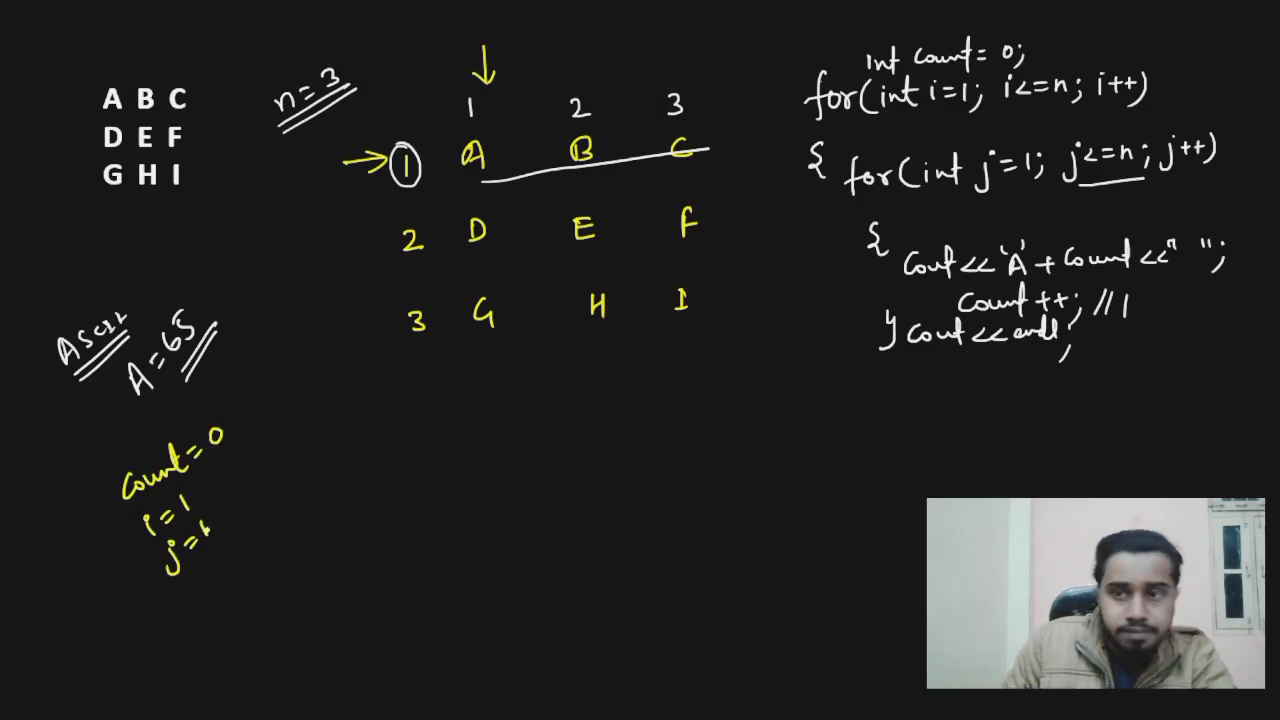 A B C
D E F
G H I
n=3
1 2 3
1 A B C
2 D E F
3 G H I
ASCII
A=65
count=0
i=1
j=1
int count=0;
for(int i=1; i<=n; i++)
{ for(int j=1; j<=n; j++)
{
cout<<'A'+count<<" ";
count++; //1
} cout<<endl;